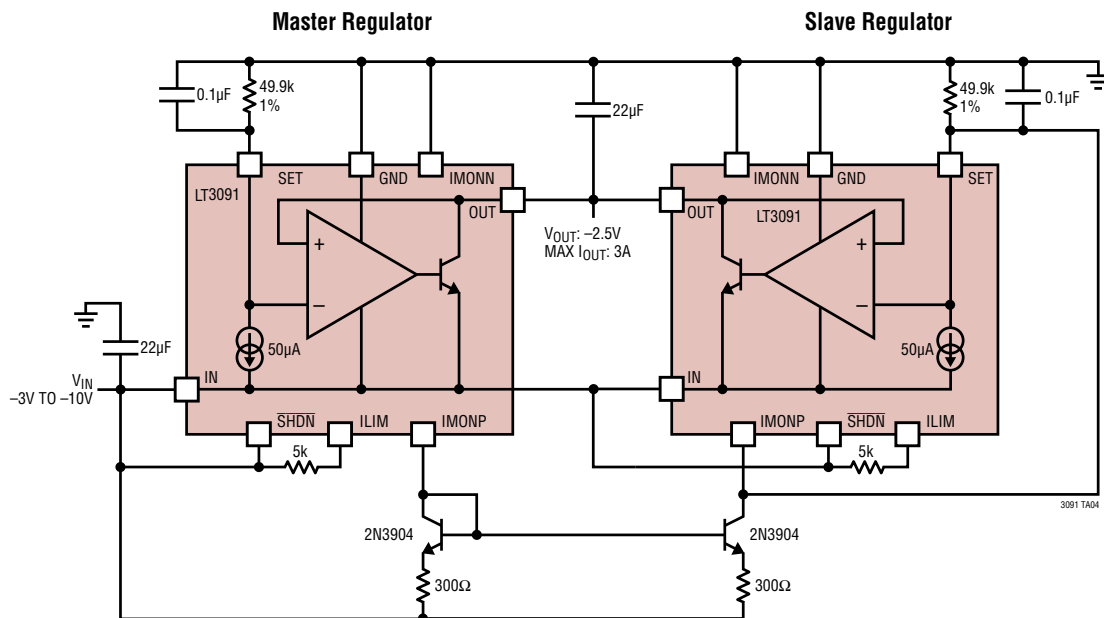 Master Regulator
Slave Regulator
0.1µF
49.9k
1%
22µF
49.9k
1%
0.1µF
SET
GND
IMONN
LT3091
OUT
+
–
50µA
IN
SHDN
ILIM
IMONP
5k
VOUT: –2.5V
MAX IOUT: 3A
IMONN
GND
SET
OUT
LT3091
+
–
50µA
IN
IMONP
SHDN
ILIM
5k
22µF
VIN
–3V TO –10V
2N3904
300Ω
2N3904
300Ω
3091 TA04